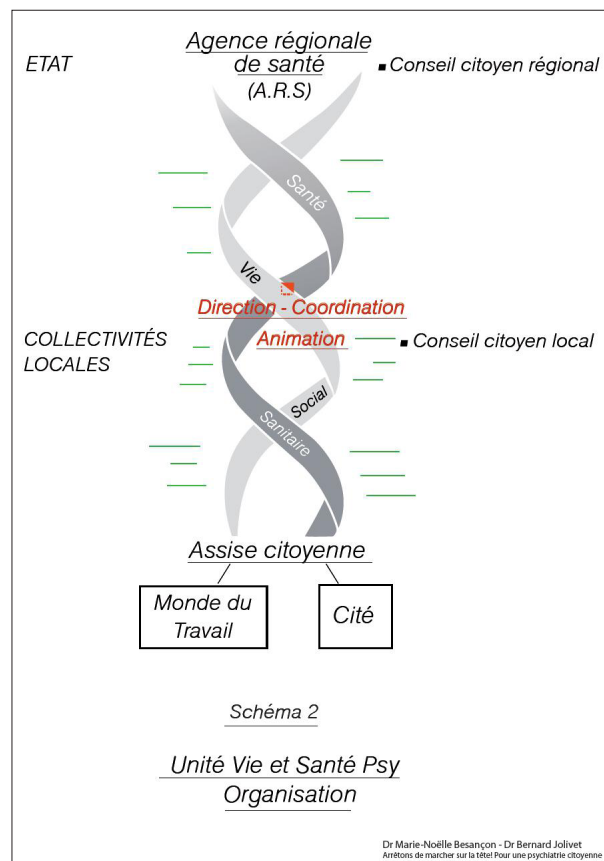 Agence régionale
ETAT
de santé
■ Conseil citoyen régional
(A.R.S)
Santé
Vie
Direction - Coordination
COLLECTIVITÉS
LOCALES
Animation
■ Conseil citoyen local
Social
Sanitaire
Assise citoyenne
Monde du
Travail
Cité
Schéma 2
Unité Vie et Santé Psy
Organisation
Dr Marie-Noëlle Besançon - Dr Bernard Jolivet
Arrêtons de marcher sur la tête! Pour une psychiatrie citoyenne